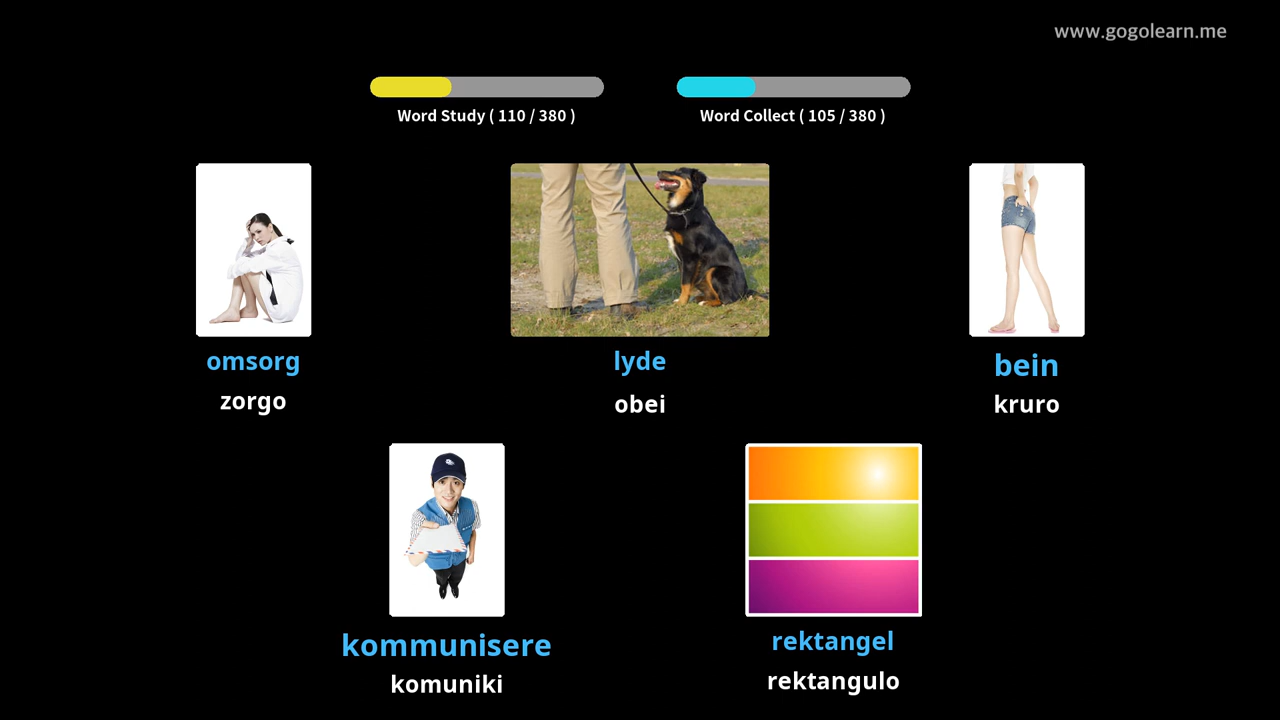 www.gogolearn.me
Word Study ( 110 / 380 )
Word Collect ( 105 / 380 )
omsorg
zorgo
lyde
obei
bein
kruro
kommunisere
komuniki
rektangel
rektangulo